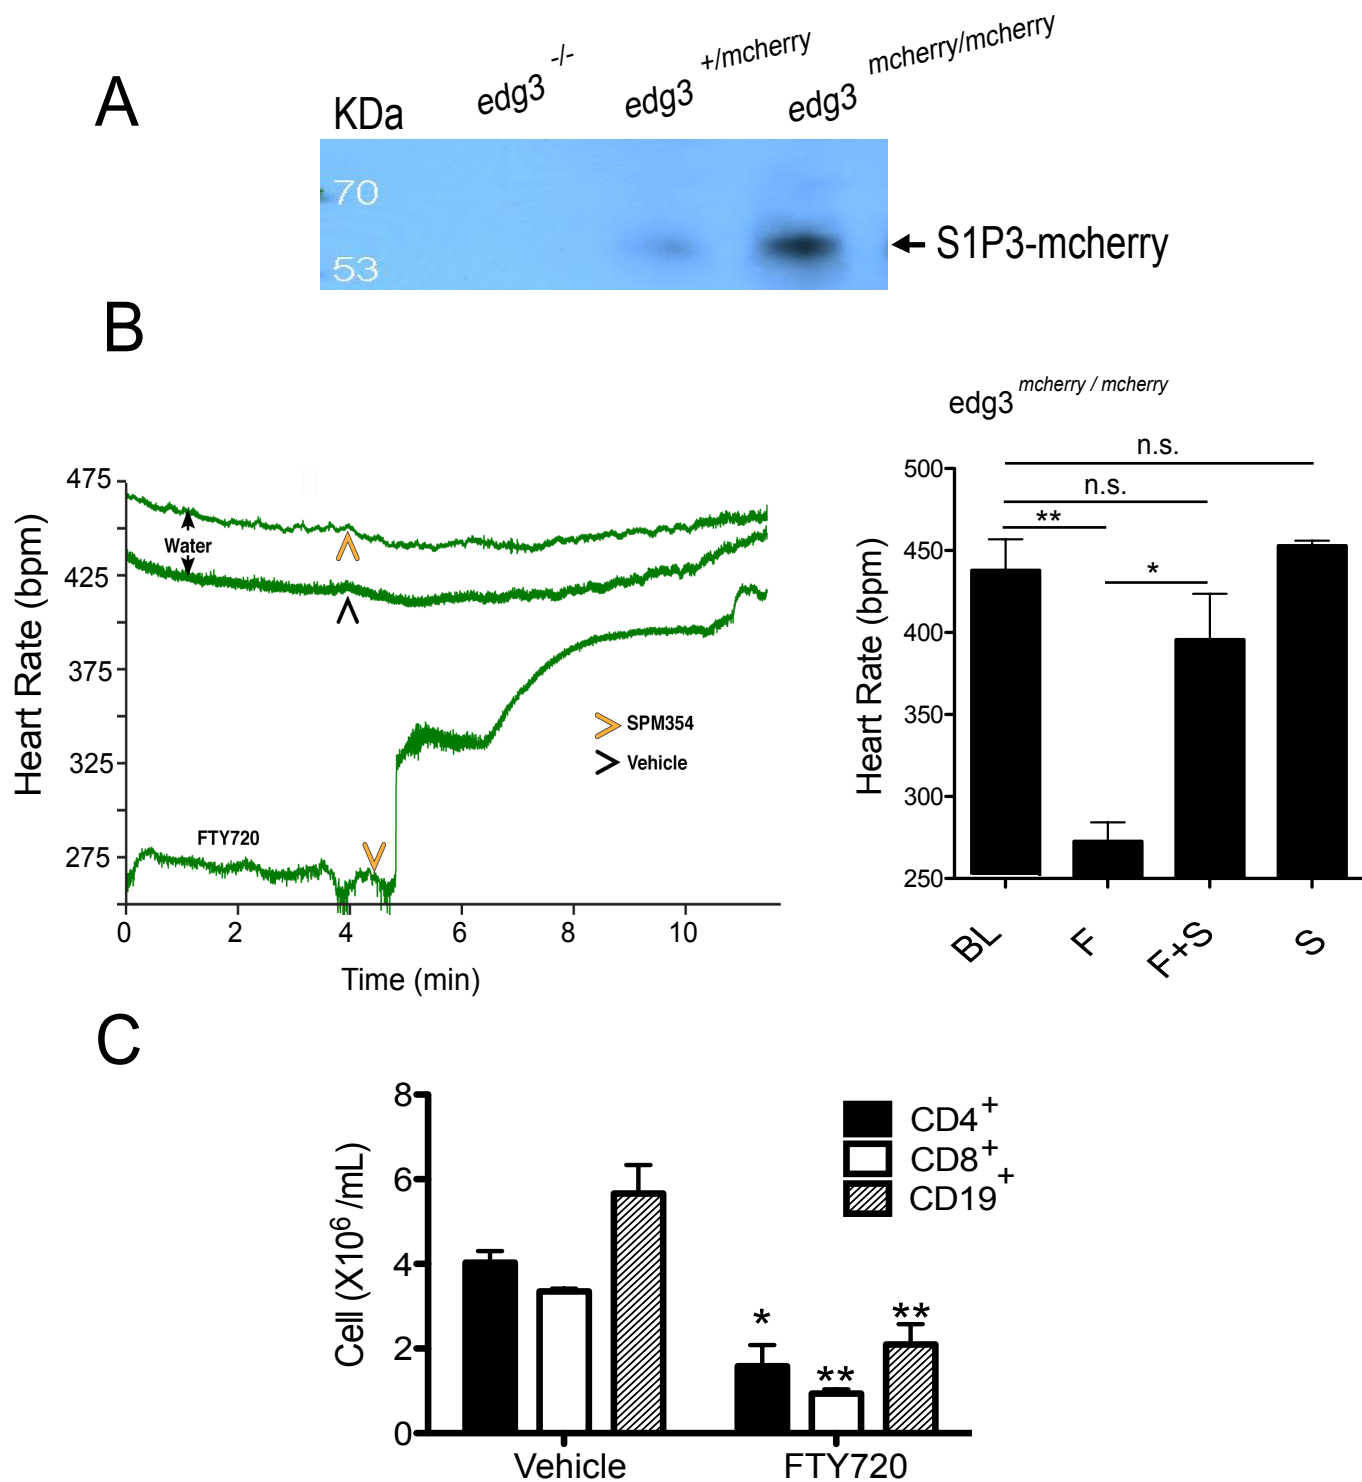 A
KDa
edg3 -/-
edg3 +/mcherry
edg3 mcherry/mcherry
70
53
S1P3-mcherry
B
475
425
375
325
275
Heart Rate (bpm)
Water
FTY720
SPM354
Vehicle
0 2 4 6 8 10
Time (min)
edg3 mcherry / mcherry
n.s.
n.s.
**
*
500
450
400
350
300
250
Heart Rate (bpm)
BL F F+S S
C
8
6
4
2
0
Cell (X10⁶ /mL)
CD4+
CD8+
CD19+
*
**
**
Vehicle FTY720